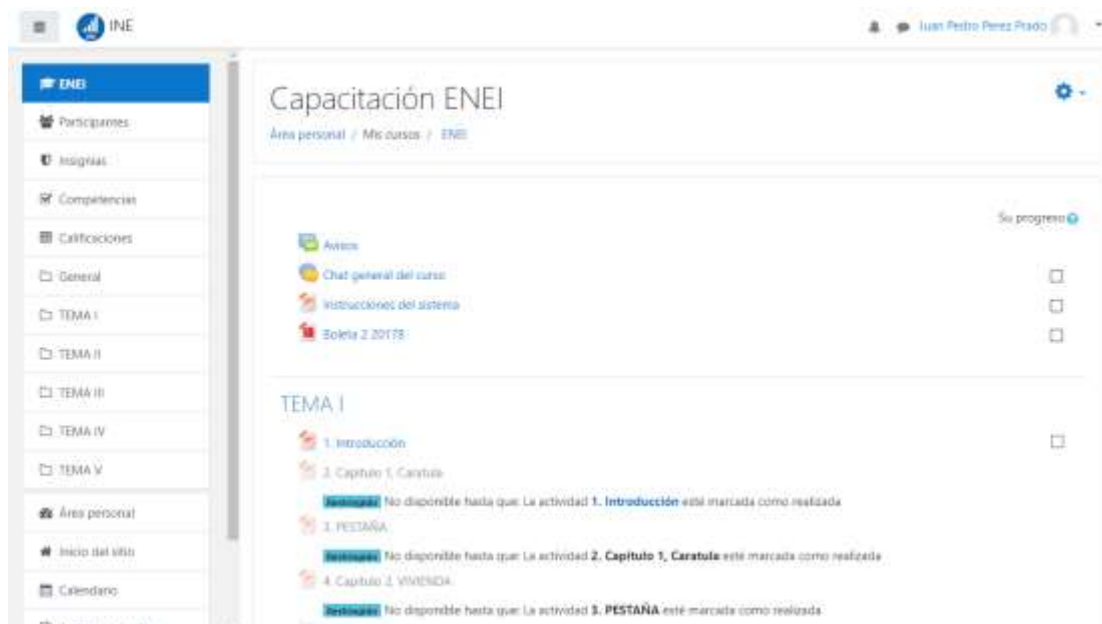 INE
Juan Pedro Perez Prado
ENEI
Participantes
Insignias
Competencias
Calificaciones
General
TEMA I
TEMA II
TEMA III
TEMA IV
TEMA V
Área personal
Inicio del sitio
Calendario
Capacitación ENEI
Área personal / Mis cursos / ENEI
Su progreso
Avisos
Chat general del curso
Instrucciones del sistema
Boleta 2 2017B
TEMA I
1. Introducción
2. Capitulo 1, Caratula
Restringido No disponible hasta que: La actividad 1. Introducción esté marcada como realizada
3. PESTAÑA
Restringido No disponible hasta que: La actividad 2. Capitulo 1, Caratula esté marcada como realizada
4. Capitulo 2. VIVIENDA
Restringido No disponible hasta que: La actividad 3. PESTAÑA esté marcada como realizada